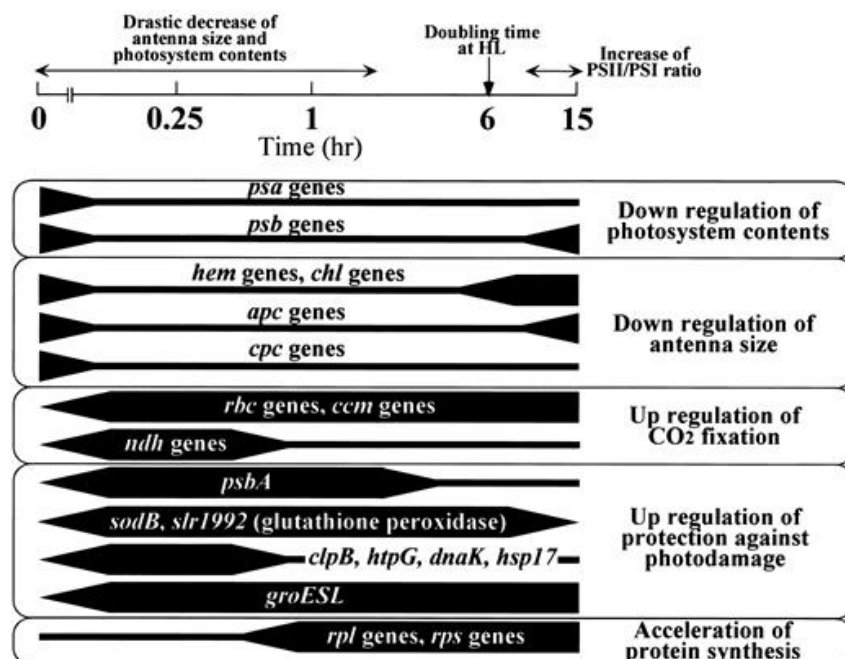 Drastic decrease of
antenna size and
photosystem contents
Doubling time
at HL
Increase of
PSII/PSI ratio
0 0.25 1 6 15
Time (hr)
psa genes
psb genes
Down regulation of
photosystem contents
hem genes, chl genes
apc genes
cpc genes
Down regulation of
antenna size
rbc genes, ccm genes
ndh genes
Up regulation of
CO2 fixation
psbA
sodB, slr1992 (glutathione peroxidase)
clpB, htpG, dnaK, hsp17
groESL
Up regulation of
protection against
photodamage
rpl genes, rps genes
Acceleration of
protein synthesis